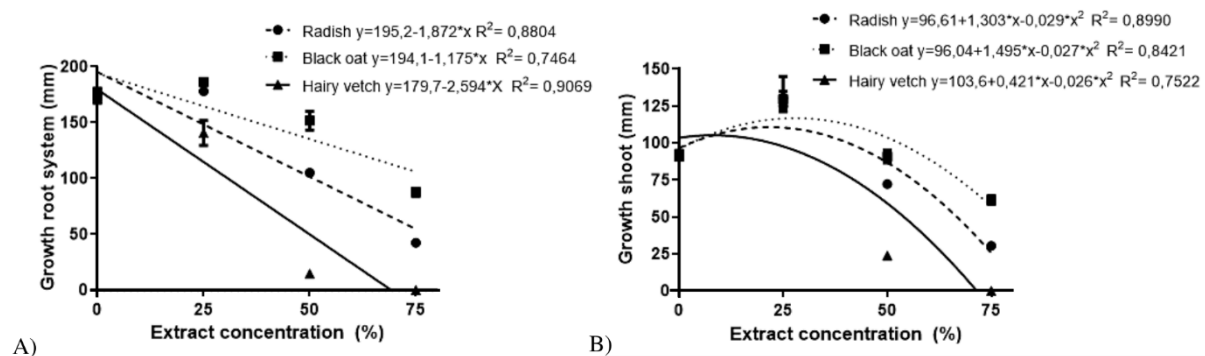 Radish y=195,2-1,872*x R²= 0,8804
Black oat y=194,1-1,175*x R²= 0,7464
Hairy vetch y=179,7-2,594*X R²= 0,9069
Growth root system (mm)
200
150
100
50
0
0 25 50 75
Extract concentration (%)
A)
Radish y=96,61+1,303*x-0,029*x² R²= 0,8990
Black oat y=96,04+1,495*x-0,027*x² R²= 0,8421
Hairy vetch y=103,6+0,421*x-0,026*x² R²= 0,7522
Growth shoot (mm)
150
125
100
75
50
25
0
0 25 50 75
Extract concentration (%)
B)